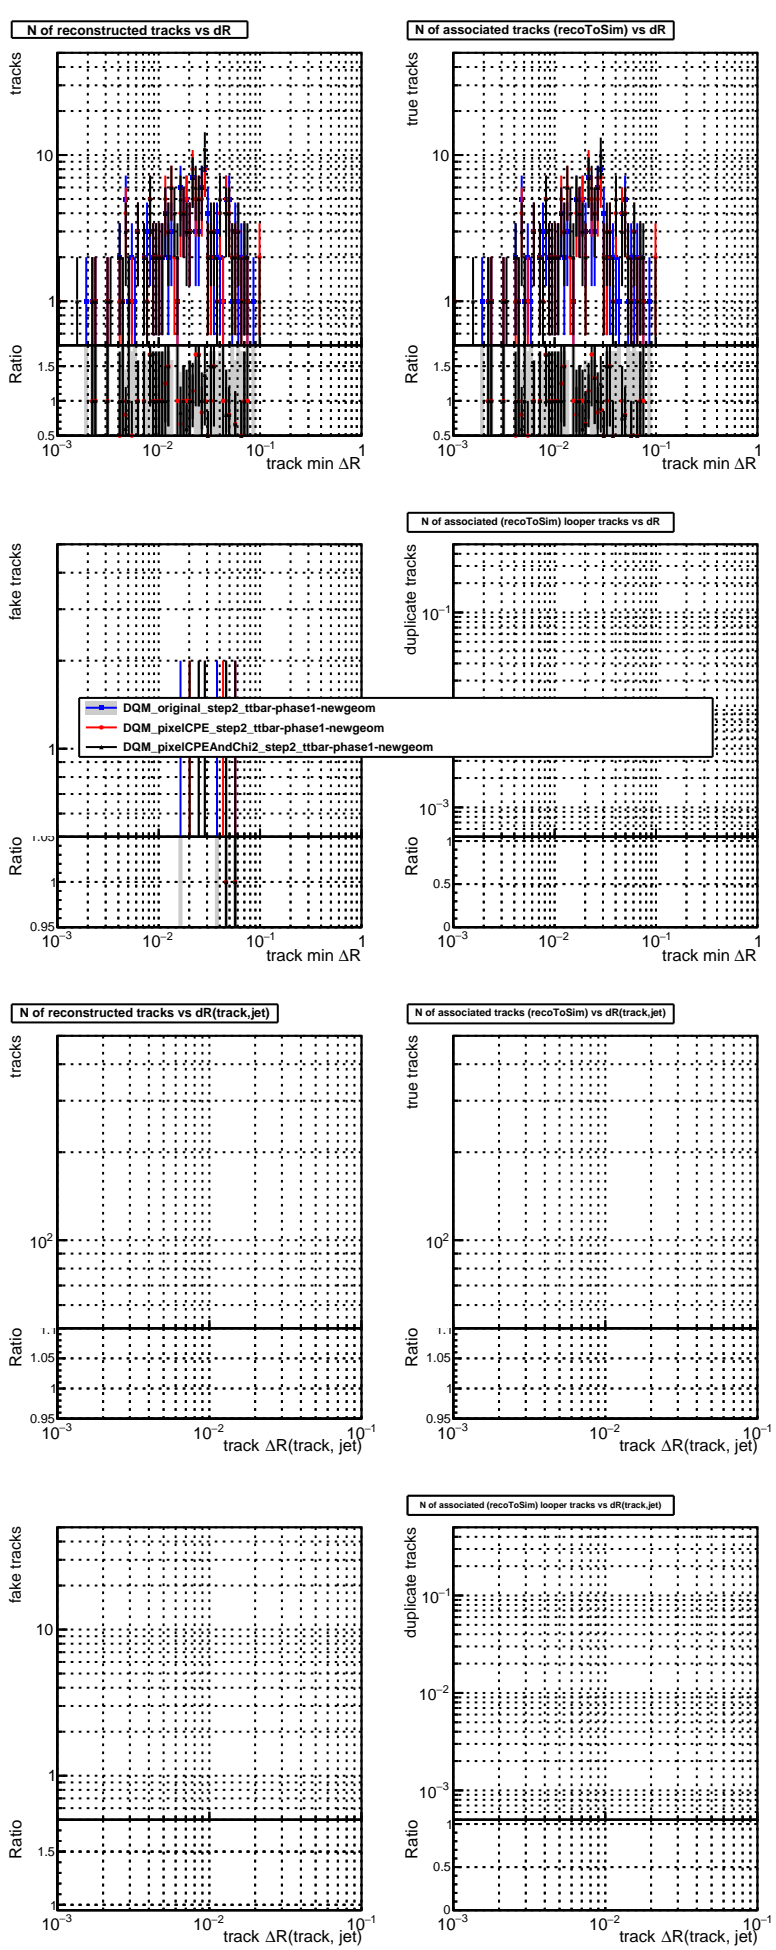 N of reconstructed tracks vs dR
tracks
10
1
Ratio
1.5
1
0.5
10−3
10−2
10−1
1
track min ΔR
N of associated tracks (recoToSim) vs dR
true tracks
10
1
Ratio
1.5
1
0.5
10−3
10−2
10−1
1
track min ΔR
fake tracks
1
Ratio
1.05
1
0.95
10−3
10−2
10−1
1
track min ΔR
N of associated (recoToSim) looper tracks vs dR
duplicate tracks
10−1
10−3
Ratio
1
0.5
0
10−3
10−2
10−1
1
track min ΔR
DQM_original_step2_ttbar-phase1-newgeom
DQM_pixelCPE_step2_ttbar-phase1-newgeom
DQM_pixelCPEAndChi2_step2_ttbar-phase1-newgeom
N of reconstructed tracks vs dR(track,jet)
tracks
102
Ratio
1.1
1.05
1
0.95
10−3
10−2
10−1
track ΔR(track, jet)
N of associated tracks (recoToSim) vs dR(track,jet)
true tracks
102
Ratio
1.1
1.05
1
0.95
10−3
10−2
10−1
track ΔR(track, jet)
fake tracks
10
1
Ratio
1.5
1
10−3
10−2
10−1
track ΔR(track, jet)
N of associated (recoToSim) looper tracks vs dR(track,jet)
duplicate tracks
10−1
10−2
10−3
Ratio
1
0.5
0
10−3
10−2
10−1
track ΔR(track, jet)